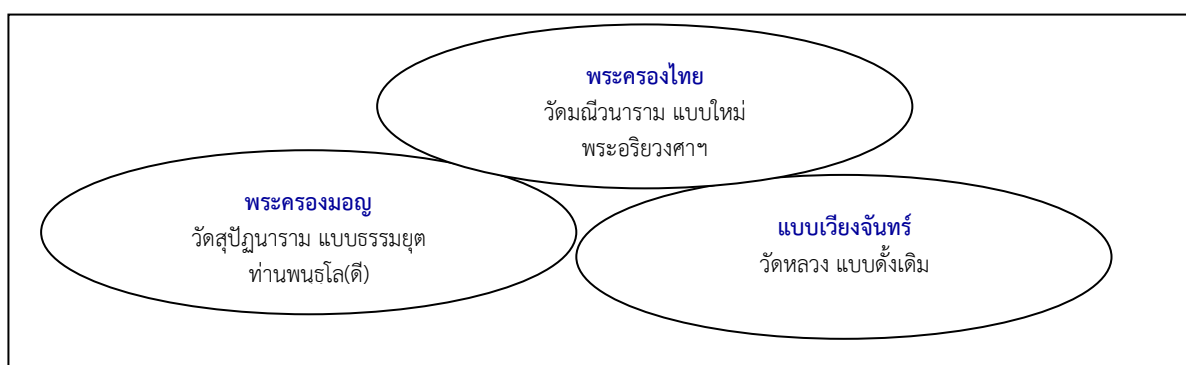 พระครองไทย
วัดมณีวนาราม แบบใหม่
พระอริยวงศาฯ
พระครองมอญ
วัดสุปัฏนาราม แบบธรรมยุต
ท่านพนฺธุโล(ดี)
แบบเวียงจันทร์
วัดหลวง แบบดั้งเดิม